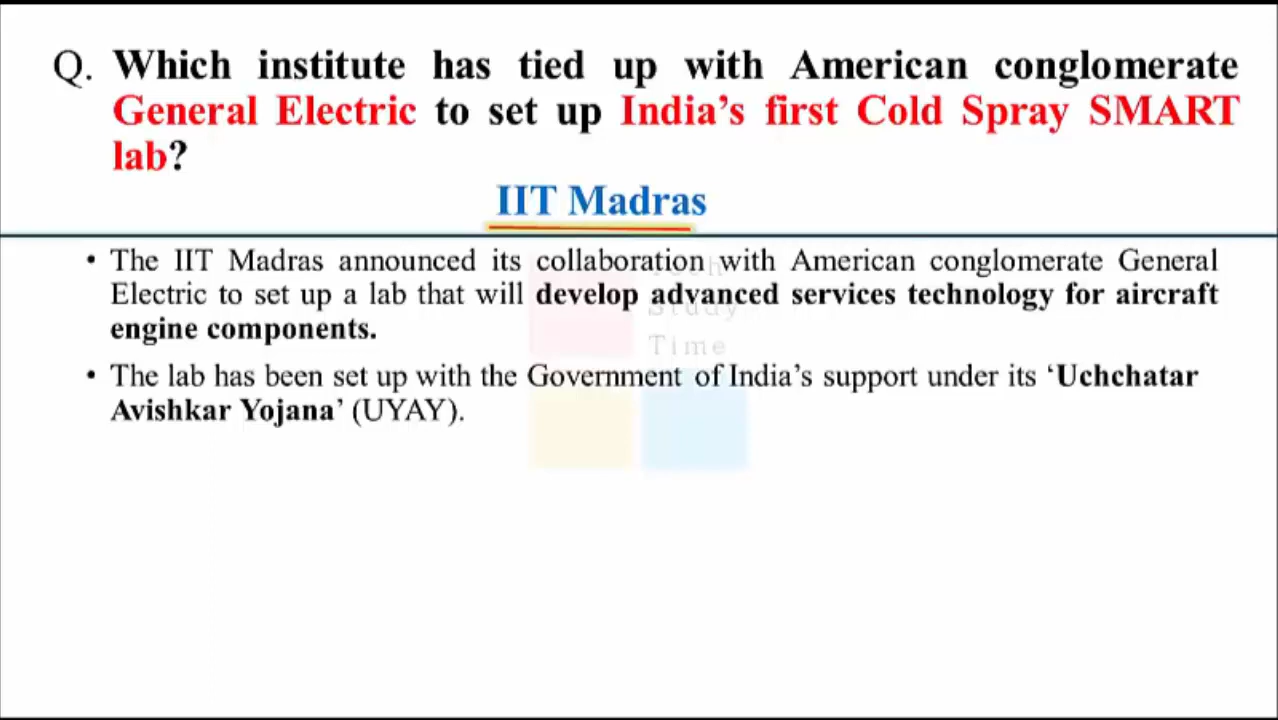 Q. Which institute has tied up with American conglomerate
General Electric to set up India's first Cold Spray SMART
lab?
IIT Madras
• The IIT Madras announced its collaboration with American conglomerate General
Electric to set up a lab that will develop advanced services technology for aircraft
engine components.
Study
Time
• The lab has been set up with the Government of India's support under its ‘Uchchatar
Avishkar Yojana’ (UYAY).